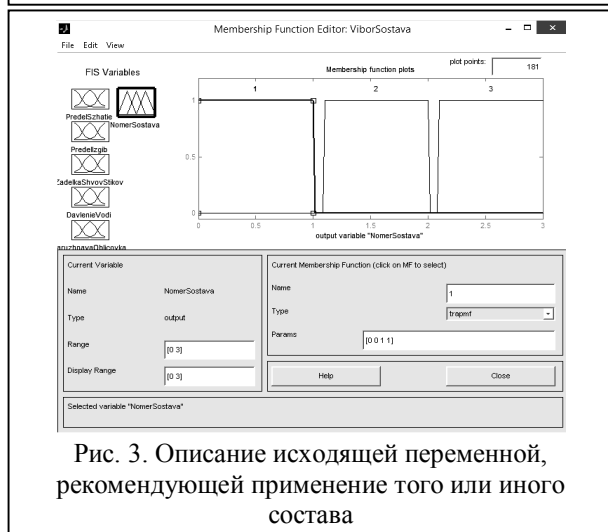 Membership Function Editor: ViborSostava
File Edit View
FIS Variables
PredelSzhatie
PredelIzgib
ZadelkaShvovStikov
DavlenieVodi
NomerSostava
Membership function plots
plot points:
181
1 2 3
1
0.5
0
0 0.5 1 1.5 2 2.5 3
output variable "NomerSostava"
Current Variable
Name NomerSostava
Type output
Range [0 3]
Display Range [0 3]
Current Membership Function (click on MF to select)
Name 1
Type trapmf
Params [0 0 1 1]
Help Close
Selected variable "NomerSostava"
Рис. 3. Описание исходящей переменной,
рекомендующей применение того или иного
состава